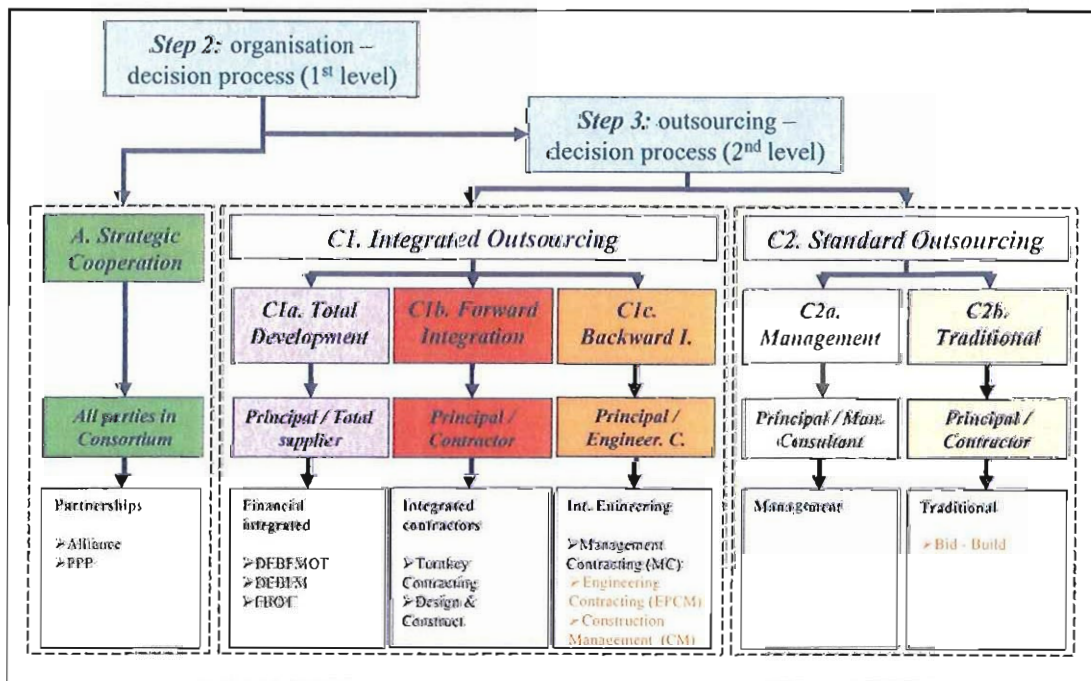 Step 2: organisation –
decision process (1st level)
Step 3: outsourcing –
decision process (2nd level)
A. Strategic
Cooperation
C1. Integrated Outsourcing
C2. Standard Outsourcing
C1a. Total
Development
C1b. Forward
Integration
C1c.
Backward I.
C2a.
Management
C2b.
Traditional
All parties in
Consortium
Principal / Total
supplier
Principal /
Contractor
Principal /
Engineer. C.
Principal / Man.
Consultant
Principal /
Contractor
Partnerships
➢Alliance
➢PPP
Financial
integrated
➢DEBFMOT
➢DEBFM
Integrated
contractors
➢Turnkey
Contracting
➢Design &
Construct
Int. Enineering
➢Management
Contracting (MC)
➢Engineering
Contracting (EPCM)
➢Construction
Management (CM)
Management
Traditional
➢Bid - Build